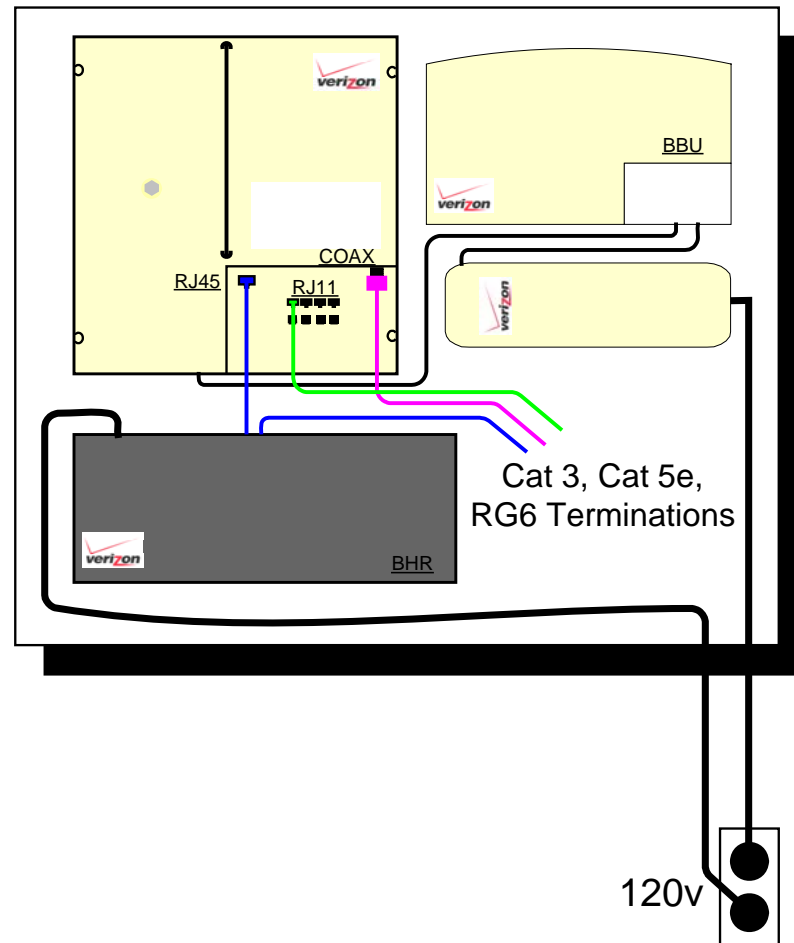 verizon
BBU
verizon
COAX
RJ45
RJ11
verizon
Cat 3, Cat 5e,
RG6 Terminations
verizon
BHR
120v